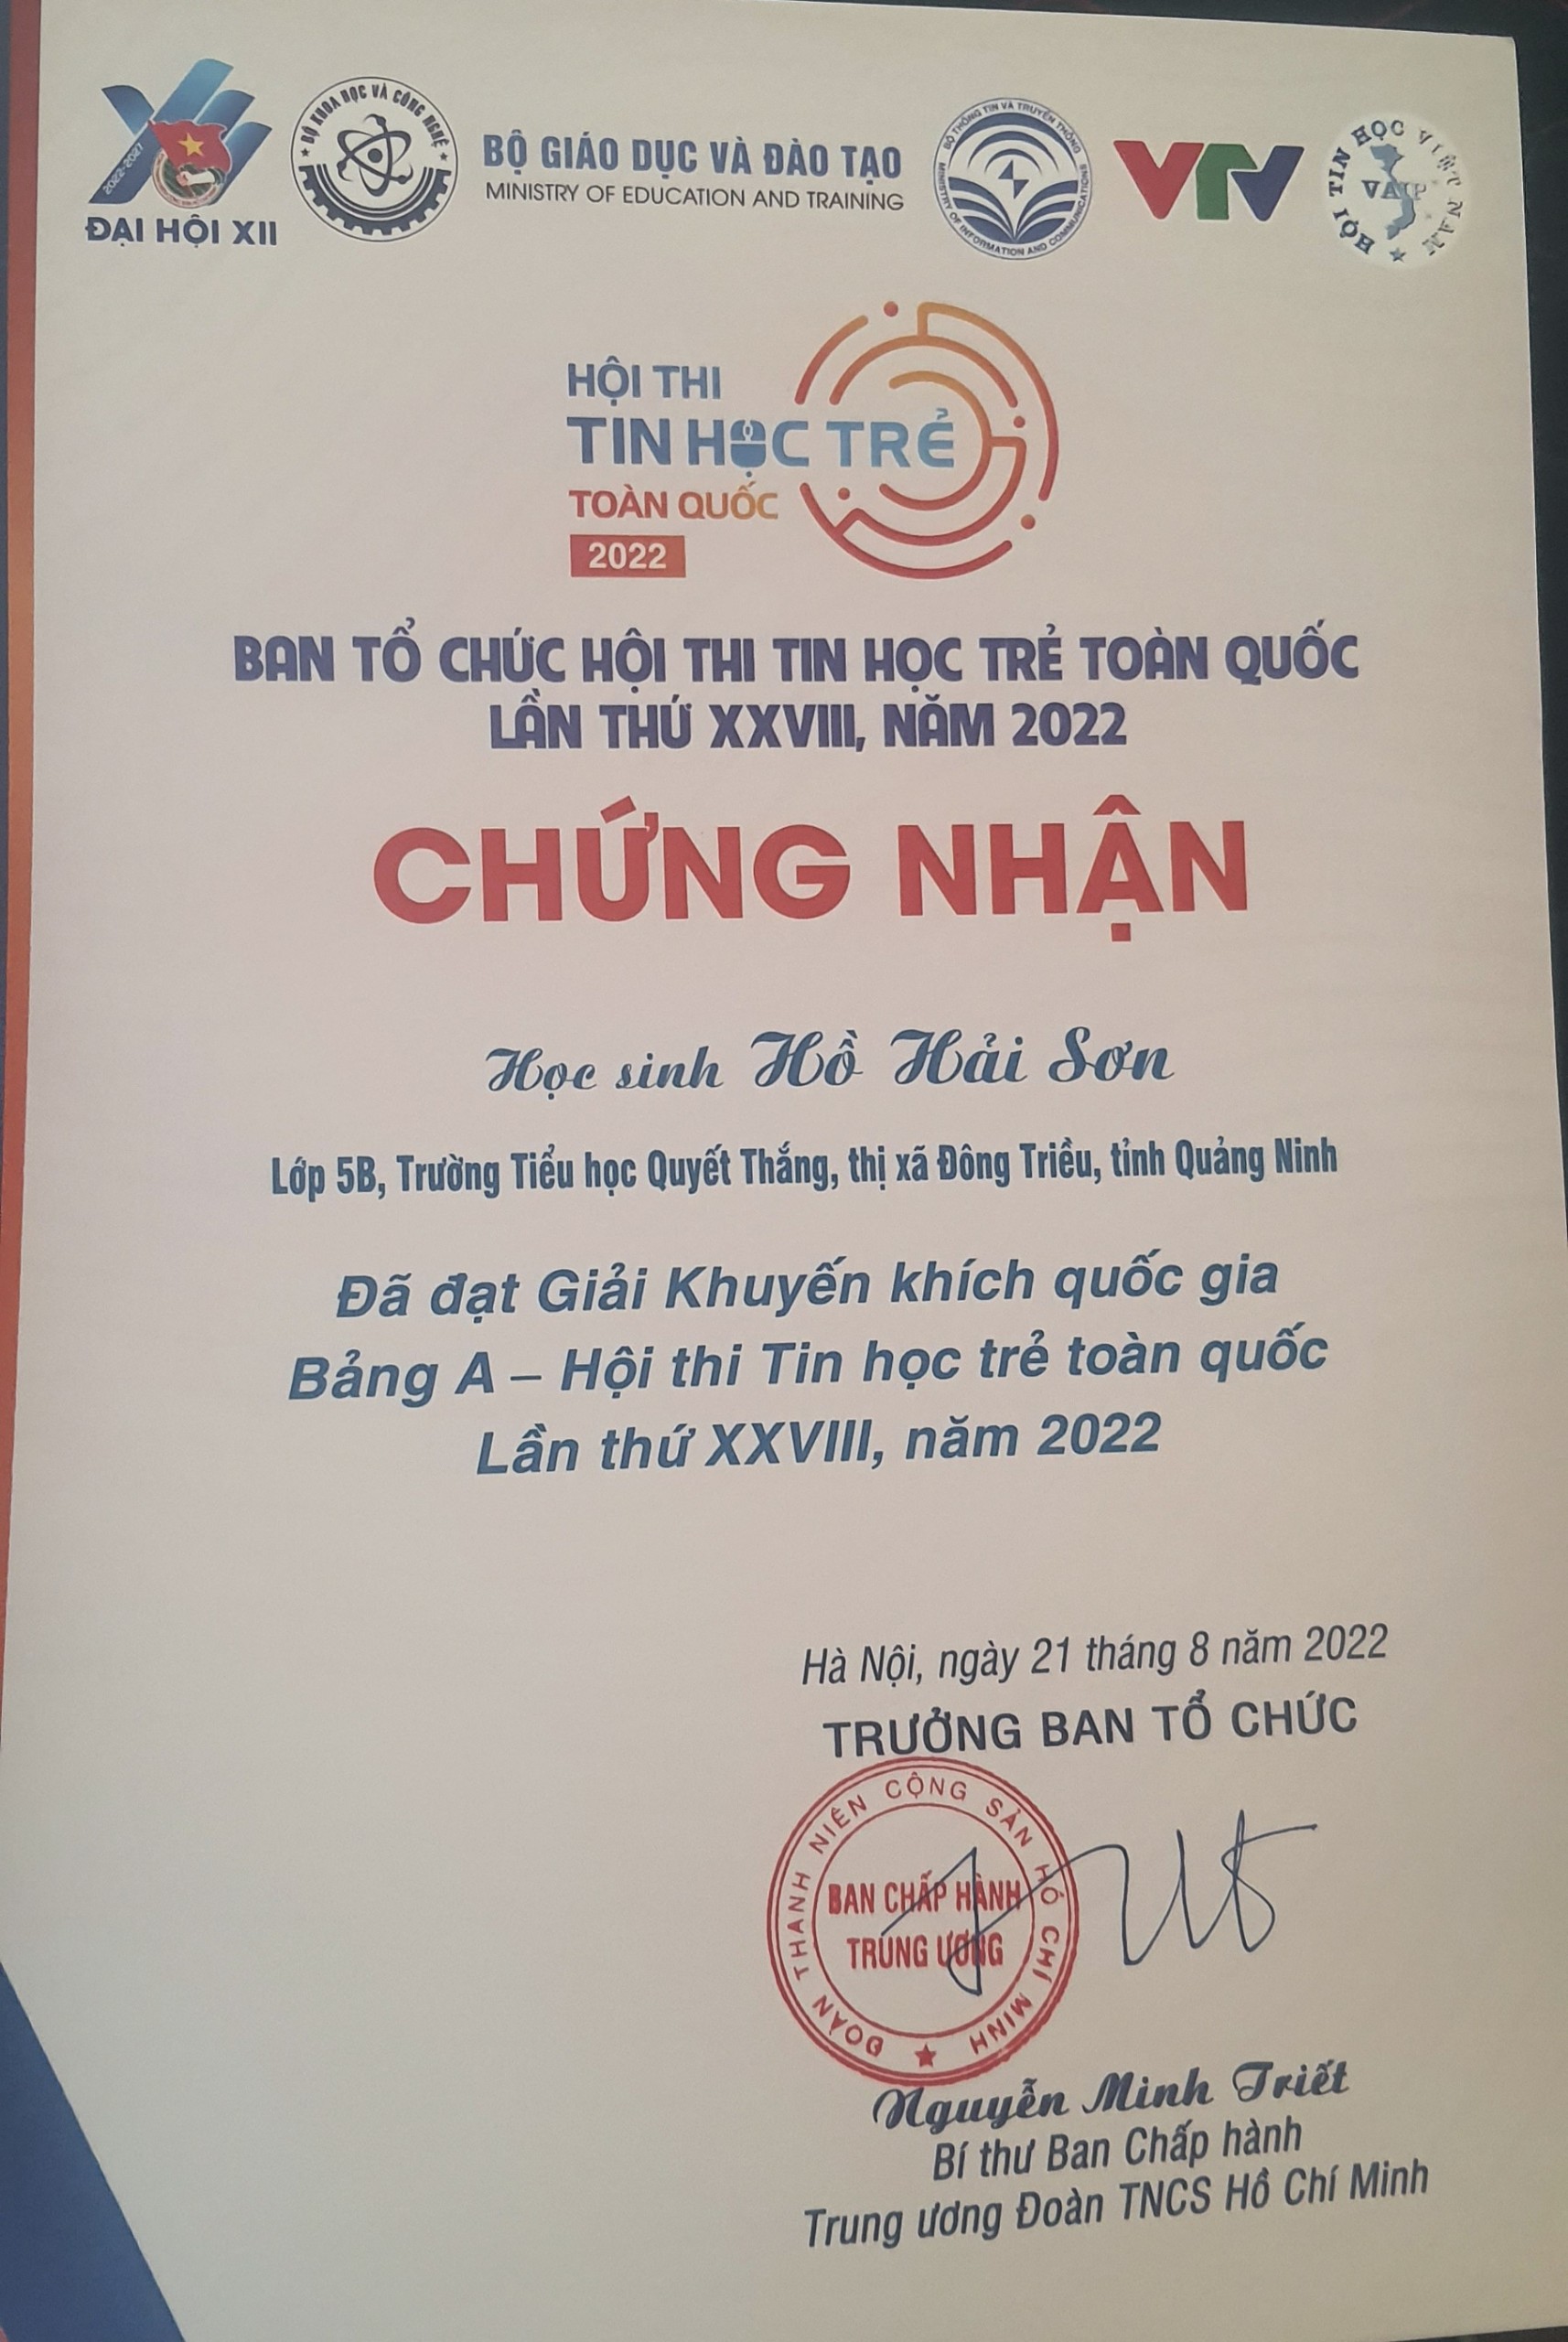 2022-2027
ĐẠI HỘI XII
BỘ KHOA HỌC VÀ CÔNG NGHỆ
BỘ GIÁO DỤC VÀ ĐÀO TẠO
MINISTRY OF EDUCATION AND TRAINING
BỘ THÔNG TIN VÀ TRUYỀN THÔNG
MINISTRY OF INFORMATION AND COMMUNICATIONS
VTV
HỘI TIN HỌC VIỆT NAM
VAIP
HỘI THI
TIN HỌC TRẺ
TOÀN QUỐC
2022
BAN TỔ CHỨC HỘI THI TIN HỌC TRẺ TOÀN QUỐC
LẦN THỨ XXVIII, NĂM 2022
CHỨNG NHẬN
Học sinh Hồ Hải Sơn
Lớp 5B, Trường Tiểu học Quyết Thắng, thị xã Đông Triều, tỉnh Quảng Ninh
Đã đạt Giải Khuyến khích quốc gia
Bảng A – Hội thi Tin học trẻ toàn quốc
Lần thứ XXVIII, năm 2022
Hà Nội, ngày 21 tháng 8 năm 2022
TRƯỞNG BAN TỔ CHỨC
ĐOÀN THANH NIÊN CỘNG SẢN HỒ CHÍ MINH
BAN CHẤP HÀNH
TRUNG ƯƠNG
Nguyễn Minh Triết
Bí thư Ban Chấp hành
Trung ương Đoàn TNCS Hồ Chí Minh